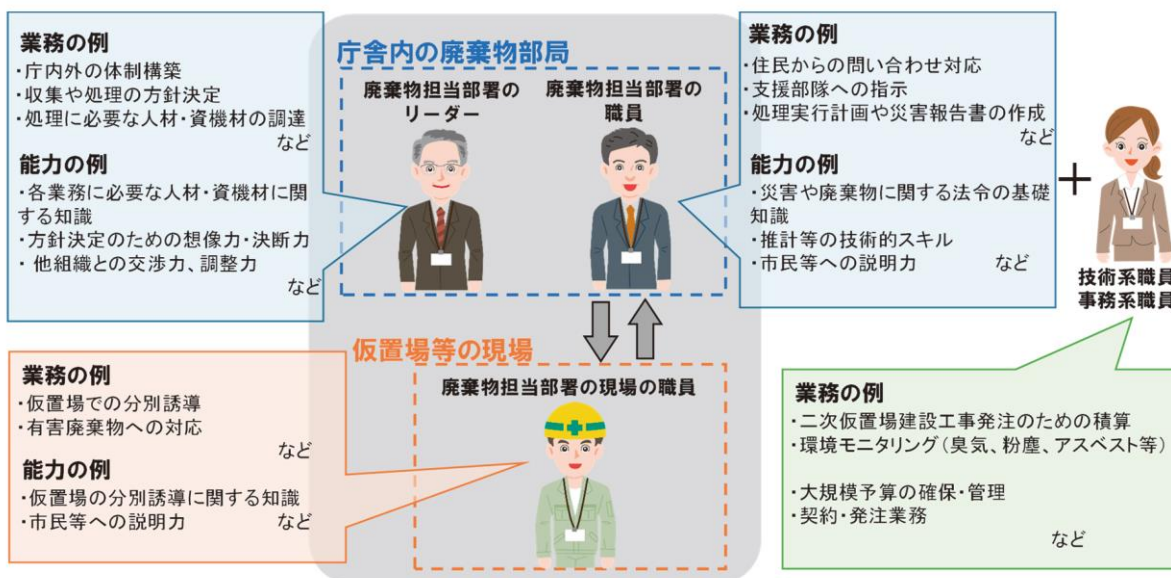 業務の例
・庁内外の体制構築
・収集や処理の方針決定
・処理に必要な人材・資機材の調達
など
能力の例
・各業務に必要な人材・資機材に関
する知識
・方針決定のための想像力・決断力
・他組織との交渉力、調整力
など
庁舎内の廃棄物部局
廃棄物担当部署の
リーダー
廃棄物担当部署の
職員
業務の例
・住民からの問い合わせ対応
・支援部隊への指示
・処理実行計画や災害報告書の作成
など
能力の例
・災害や廃棄物に関する法令の基礎
知識
・推計等の技術的スキル
・市民等への説明力 など
+
技術系職員
事務系職員
仮置場等の現場
廃棄物担当部署の現場の職員
業務の例
・仮置場での分別誘導
・有害廃棄物への対応
など
能力の例
・仮置場の分別誘導に関する知識
・市民等への説明力 など
業務の例
・二次仮置場建設工事発注のための積算
・環境モニタリング(臭気、粉塵、アスベスト等)
・大規模予算の確保・管理
・契約・発注業務
など